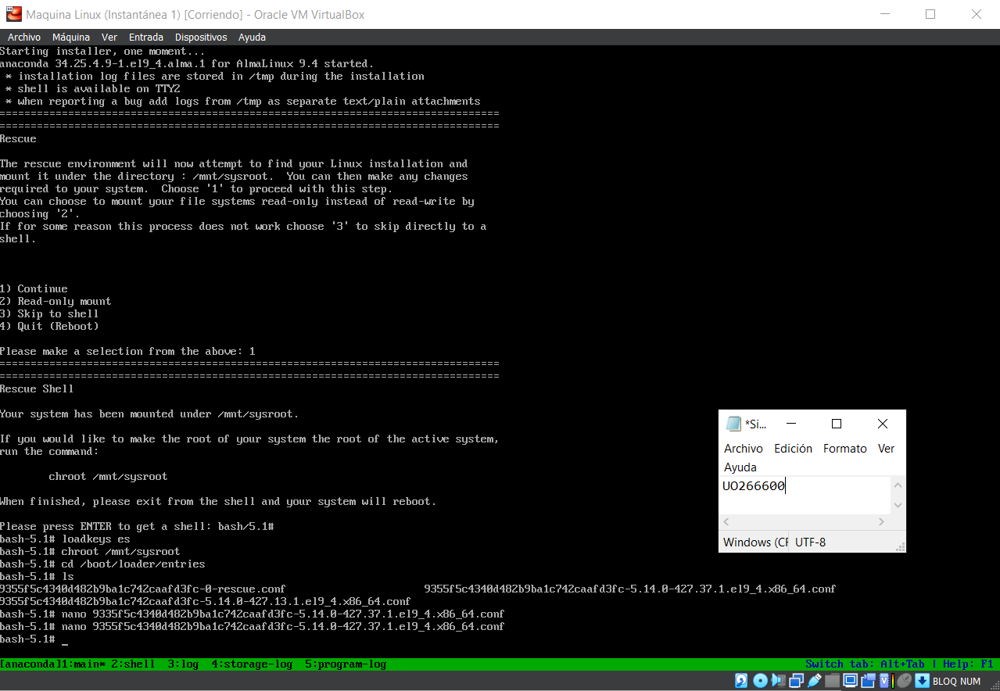 Maquina Linux (Instantánea 1) [Corriendo] - Oracle VM VirtualBox
Archivo Máquina Ver Entrada Dispositivos Ayuda
Starting installer, one moment...
anaconda 34.25.4.9-1.el9_4.alma.1 for AlmaLinux 9.4 started.
* installation log files are stored in /tmp during the installation
* shell is available on TTY2
* when reporting a bug add logs from /tmp as separate text/plain attachments
================================================================================
================================================================================
Rescue
The rescue environment will now attempt to find your Linux installation and
mount it under the directory : /mnt/sysroot.  You can then make any changes
required to your system.  Choose '1' to proceed with this step.
You can choose to mount your file systems read-only instead of read-write by
choosing '2'.
If for some reason this process does not work choose '3' to skip directly to a
shell.
1) Continue
2) Read-only mount
3) Skip to shell
4) Quit (Reboot)
Please make a selection from the above: 1
================================================================================
================================================================================
Rescue Shell
Your system has been mounted under /mnt/sysroot.
If you would like to make the root of your system the root of the active system,
run the command:
chroot /mnt/sysroot
When finished, please exit from the shell and your system will reboot.
Please press ENTER to get a shell: bash/5.1#
bash-5.1# loadkeys es
bash-5.1# chroot /mnt/sysroot
bash-5.1# cd /boot/loader/entries
bash-5.1# ls
9355f5c4340d482b9ba1c742caafd3fc-0-rescue.conf 9355f5c4340d482b9ba1c742caafd3fc-5.14.0-427.37.1.el9_4.x86_64.conf
9355f5c4340d482b9ba1c742caafd3fc-5.14.0-427.13.1.el9_4.x86_64.conf
bash-5.1# nano 9335f5c4340d482b9ba1c742caafd3fc-5.14.0-427.37.1.el9_4.x86_64.conf
bash-5.1# nano 9355f5c4340d482b9ba1c742caafd3fc-5.14.0-427.37.1.el9_4.x86_64.conf
bash-5.1# _
[anaconda]1:main* 2:shell  3:log  4:storage-log  5:program-log Switch tab: Alt+Tab | Help: F1
BLOQ NUM
*Si...
Archivo Edición Formato Ver
Ayuda
UO266600
Windows (CF UTF-8